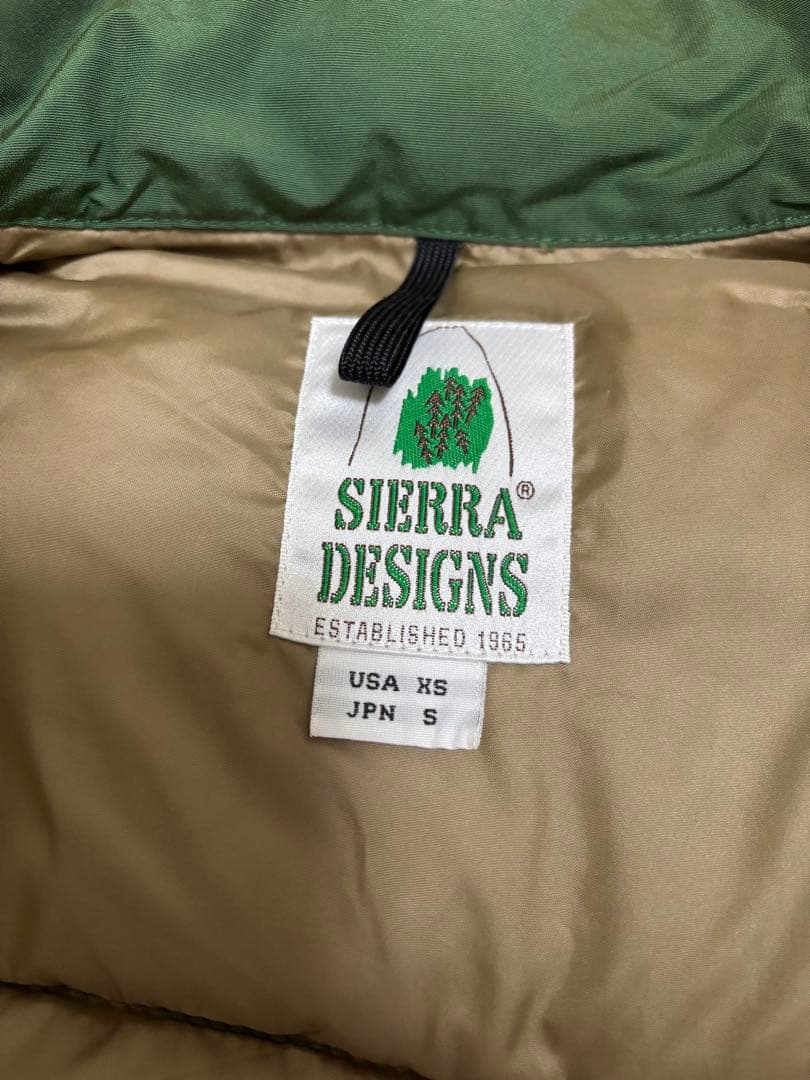 SIERRA®
DESIGNS
ESTABLISHED 1965
USA XS
JPN S